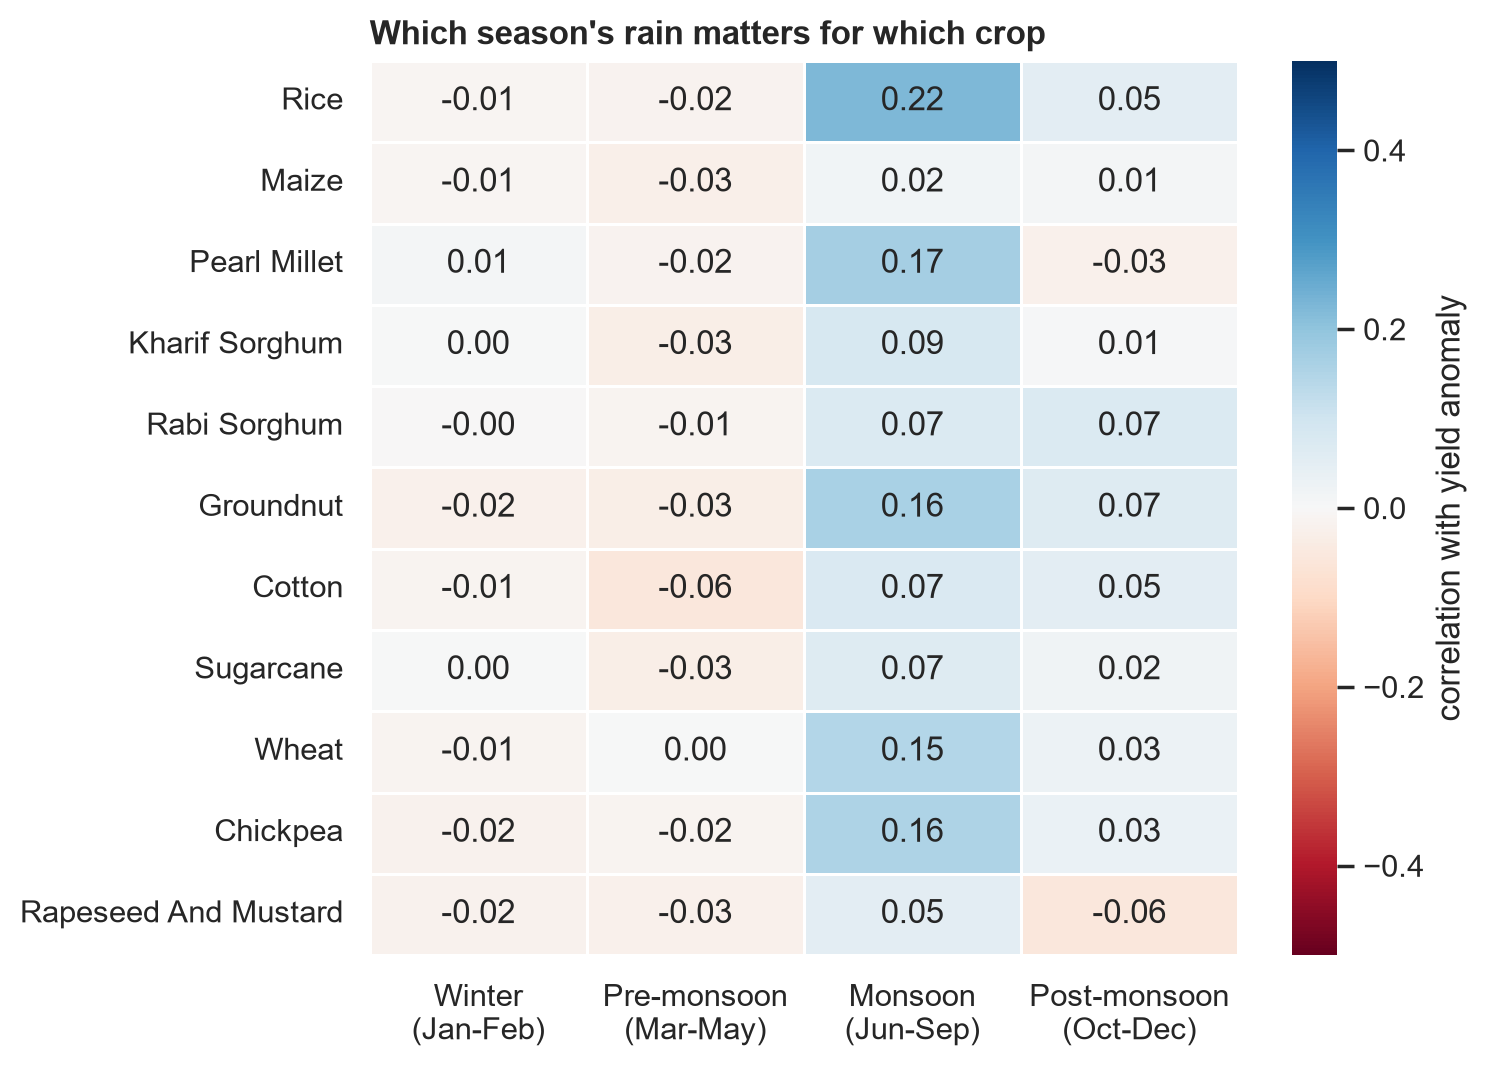 Which season's rain matters for which crop
Rice -0.01 -0.02 0.22 0.05
Maize -0.01 -0.03 0.02 0.01
Pearl Millet 0.01 -0.02 0.17 -0.03
Kharif Sorghum 0.00 -0.03 0.09 0.01
Rabi Sorghum -0.00 -0.01 0.07 0.07
Groundnut -0.02 -0.03 0.16 0.07
Cotton -0.01 -0.06 0.07 0.05
Sugarcane 0.00 -0.03 0.07 0.02
Wheat -0.01 0.00 0.15 0.03
Chickpea -0.02 -0.02 0.16 0.03
Rapeseed And Mustard -0.02 -0.03 0.05 -0.06
Winter Pre-monsoon Monsoon Post-monsoon
(Jan-Feb) (Mar-May) (Jun-Sep) (Oct-Dec)
0.4
0.2
0.0
−0.2
−0.4
correlation with yield anomaly